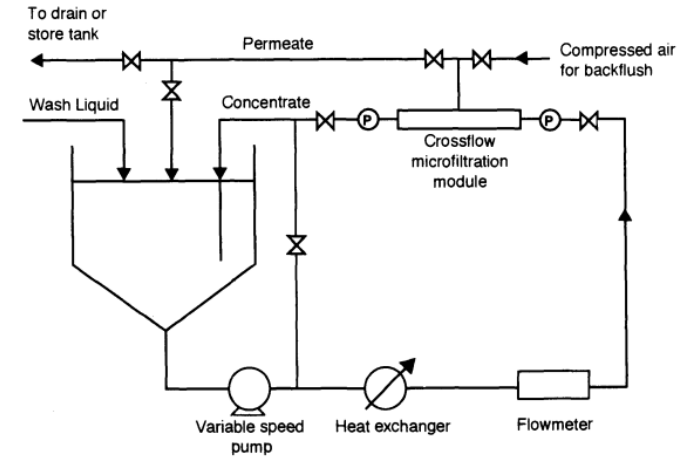 To drain or
store tank
Permeate
Compressed air
for backflush
Wash Liquid
Concentrate
P
P
Crossflow
microfiltration
module
Variable speed
pump
Heat exchanger
Flowmeter